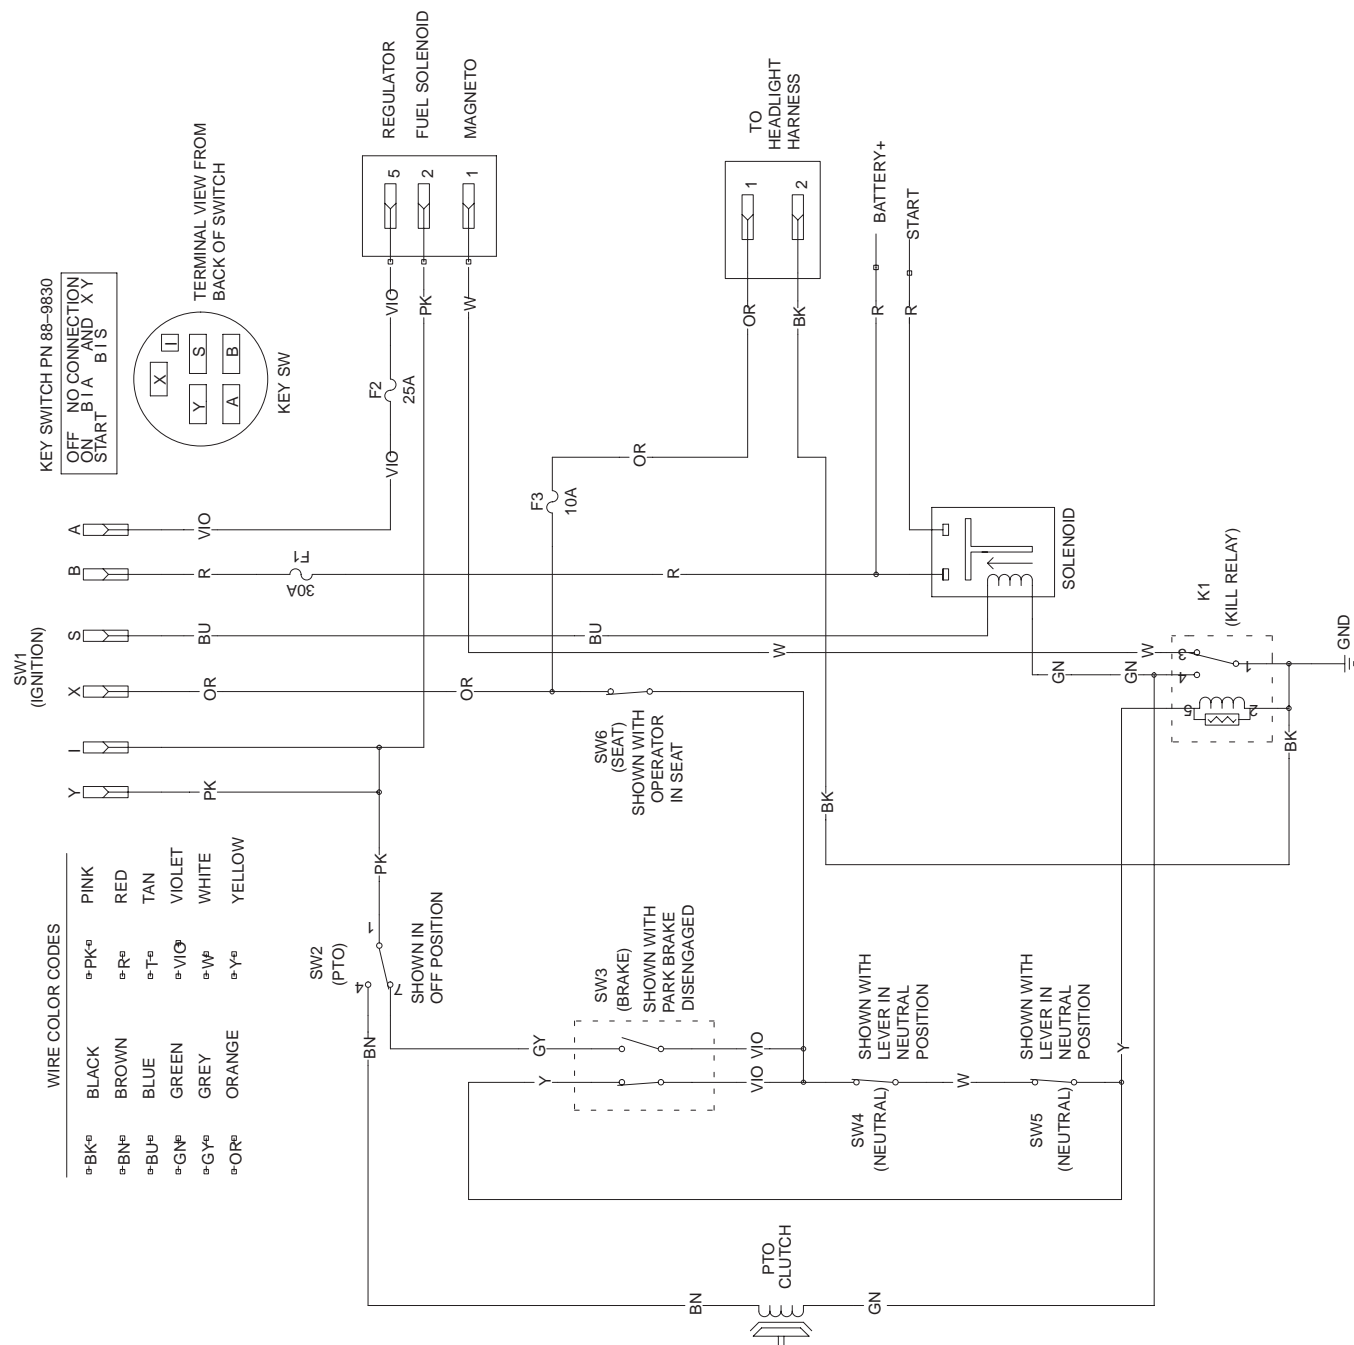 KEY SWITCH PN 88–9830
OFF NO CONNECTION
ON B I A AND X Y
START B I S
TERMINAL VIEW FROM
BACK OF SWITCH
X
I
Y
S
A
B
KEY SW
REGULATOR
FUEL SOLENOID
MAGNETO
5
2
1
TO
HEADLIGHT
HARNESS
1
2
BATTERY+
START
SW1
(IGNITION)
A
B
S
X
I
Y
VIO
R
BU
OR
PK
F1
30A
VIO
F2
25A
VIO
PK
W
OR
BK
R
R
F3
10A
OR
R
BU
W
OR
SOLENOID
K1
(KILL RELAY)
W
3
GN
GN
4
1
5
2
GND
BK
SW6
(SEAT)
SHOWN WITH
OPERATOR
IN SEAT
BK
PK
SW2
(PTO)
1
4
7
SHOWN IN
OFF POSITION
BN
GY
Y
SW3
(BRAKE)
SHOWN WITH
PARK BRAKE
DISENGAGED
VIO
VIO
VIO
VIO
SHOWN WITH
LEVER IN
NEUTRAL
POSITION
SW4
(NEUTRAL)
W
SHOWN WITH
LEVER IN
NEUTRAL
POSITION
SW5
(NEUTRAL)
Y
BN
PTO
CLUTCH
GN
WIRE COLOR CODES
BK BLACK PK PINK
BN BROWN R RED
BU BLUE T TAN
GN GREEN VIO VIOLET
GY GREY W WHITE
OR ORANGE Y YELLOW